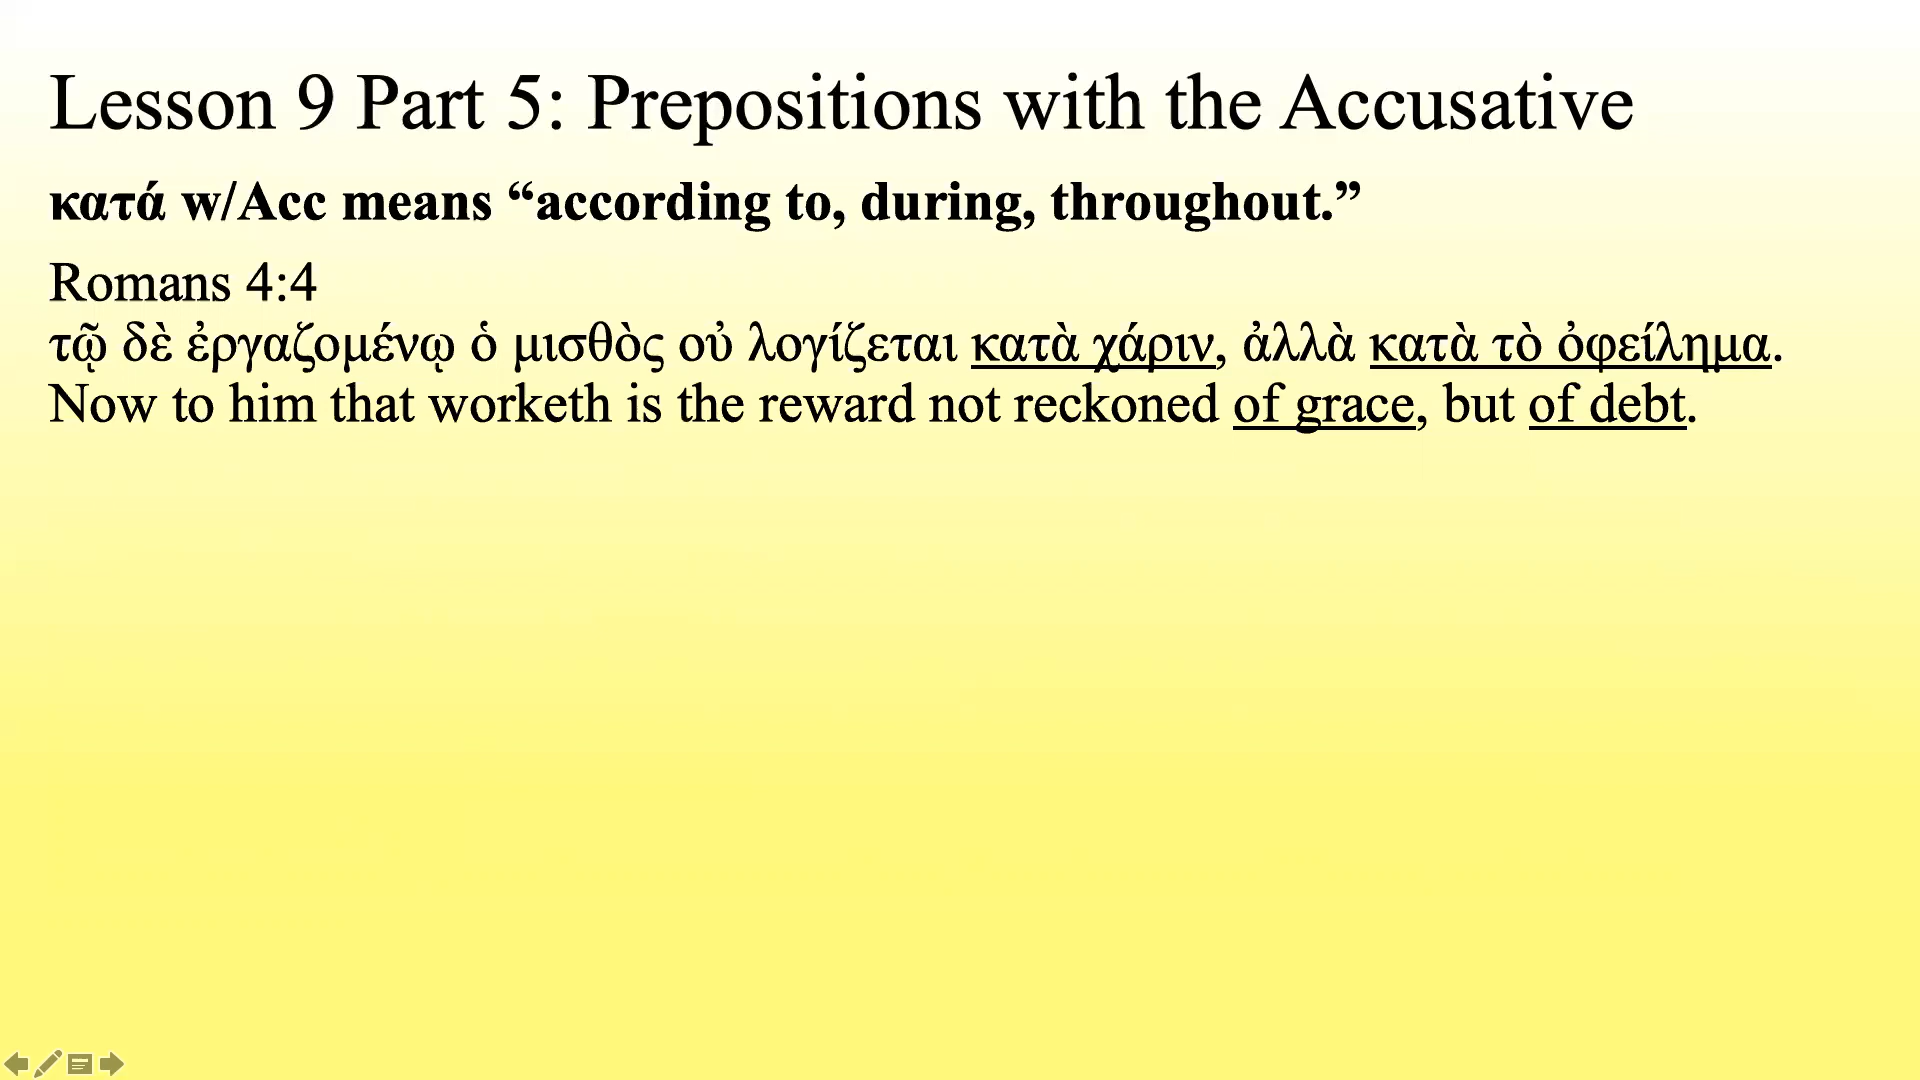 Lesson 9 Part 5: Prepositions with the Accusative
κατά w/Acc means “according to, during, throughout.”
Romans 4:4
τῷ δὲ ἐργαζομένῳ ὁ μισθὸς οὐ λογίζεται κατὰ χάριν, ἀλλὰ κατὰ τὸ ὀφείλημα.
Now to him that worketh is the reward not reckoned of grace, but of debt.